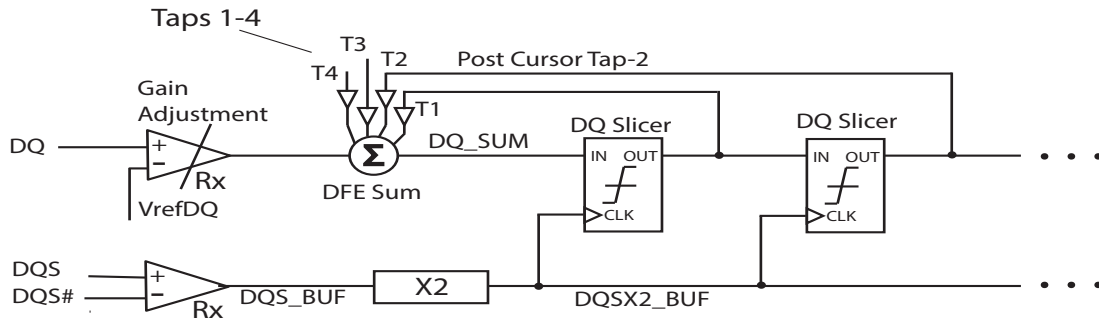 Taps 1-4
T3
T2
T4
Post Cursor Tap-2
Gain
Adjustment
T1
DQ Slicer
DQ Slicer
DQ
+
−
Σ
DQ_SUM
IN OUT
IN OUT
Rx
DFE Sum
VrefDQ
CLK
CLK
DQS
DQS#
+
−
Rx
DQS_BUF
X2
DQSX2_BUF